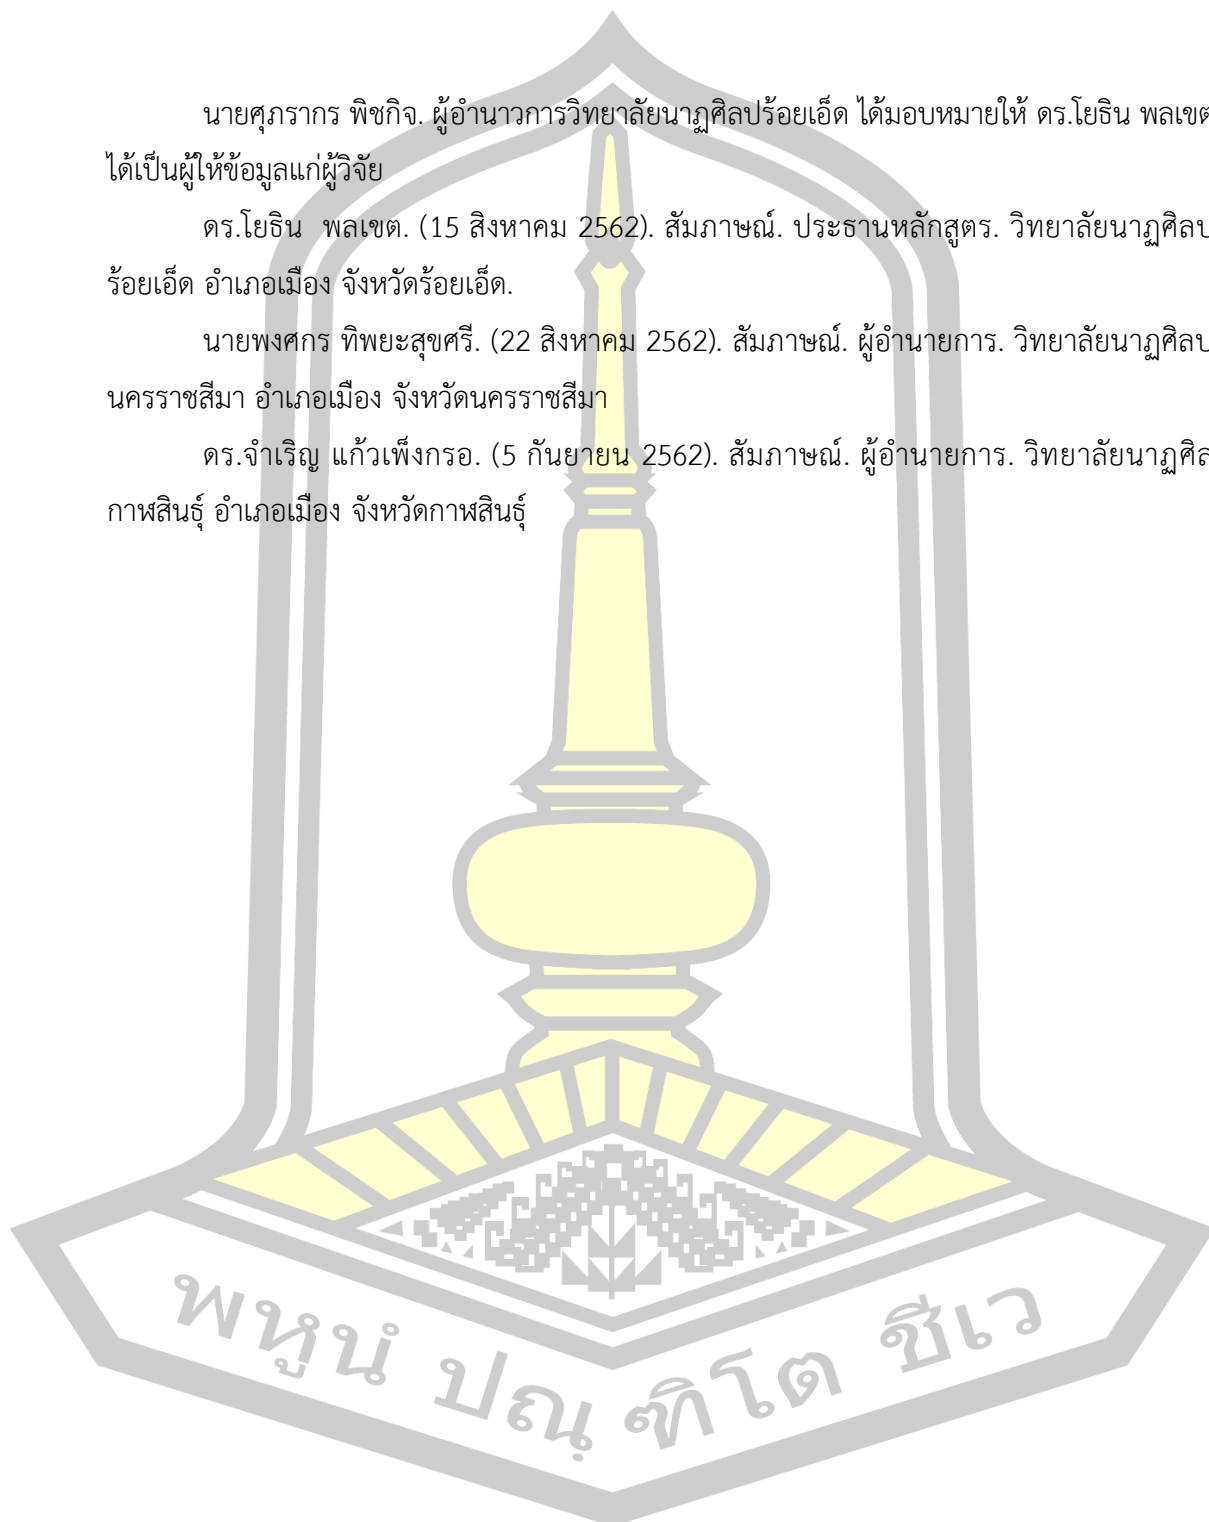 นายศุภรากร พิชกิจ. ผู้อำนาวการวิทยาลัยนาฏศิลปร้อยเอ็ด ได้มอบหมายให้ ดร.โยธิน พลเขต
ได้เป็นผู้ให้ข้อมูลแก่ผู้วิจัย
ดร.โยธิน พลเขต. (15 สิงหาคม 2562). สัมภาษณ์. ประธานหลักสูตร. วิทยาลัยนาฏศิลป
ร้อยเอ็ด อำเภอเมือง จังหวัดร้อยเอ็ด.
นายพงศกร ทิพยะสุขศรี. (22 สิงหาคม 2562). สัมภาษณ์. ผู้อำนายการ. วิทยาลัยนาฏศิลป
นครราชสีมา อำเภอเมือง จังหวัดนครราชสีมา
ดร.จำเริญ แก้วเพ็งกรอ. (5 กันยายน 2562). สัมภาษณ์. ผู้อำนายการ. วิทยาลัยนาฏศิล
กาฬสินธุ์ อำเภอเมือง จังหวัดกาฬสินธุ์
พหูนํ ปณฺ ฑิโต ชีเว